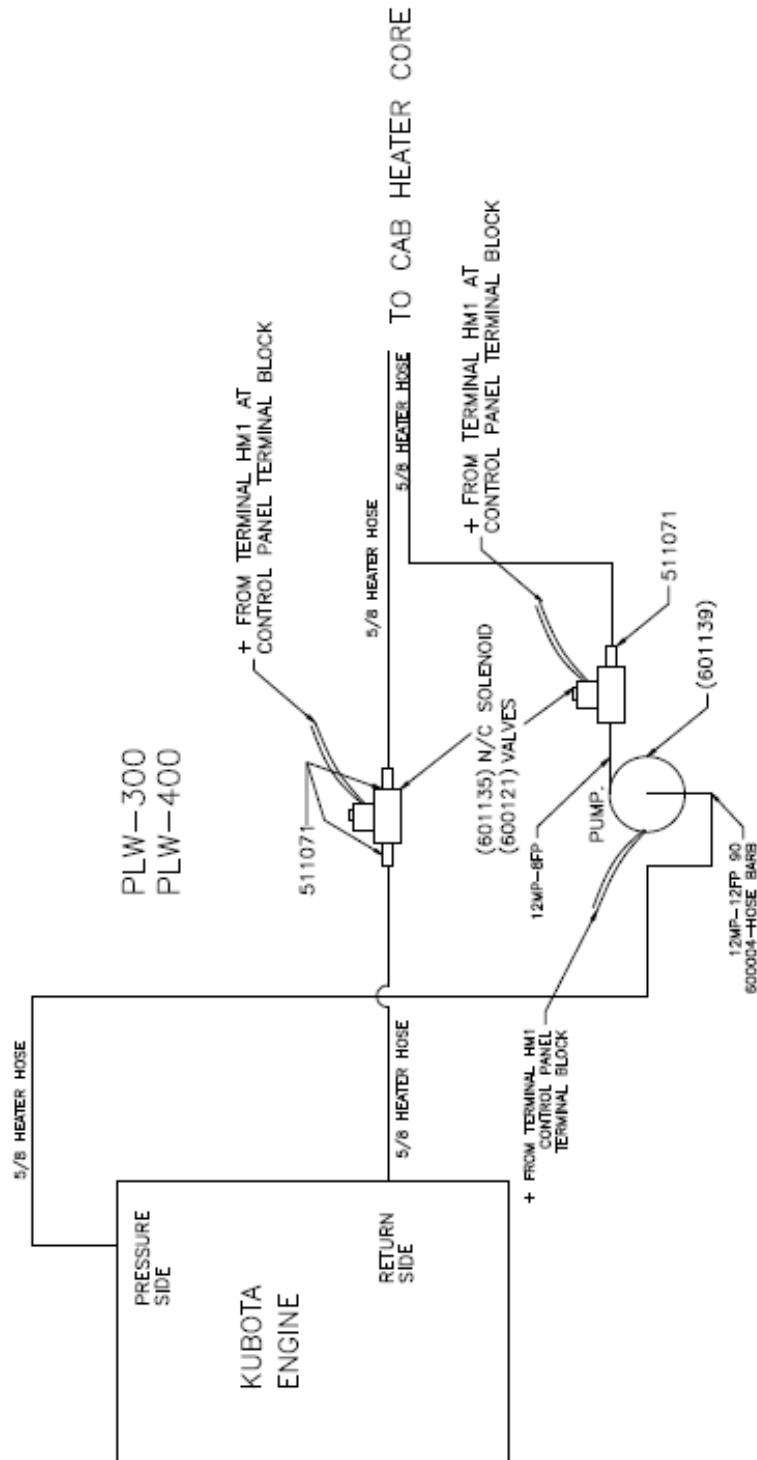 PLW-300
PLW-400
5/8 HEATER HOSE
PRESSURE
SIDE
KUBOTA
ENGINE
RETURN
SIDE
5/8 HEATER HOSE
511071
+ FROM TERMINAL HM1 AT
CONTROL PANEL TERMINAL BLOCK
5/8 HEATER HOSE
5/8 HEATER HOSE
TO CAB HEATER CORE
+ FROM TERMINAL HM1 AT
CONTROL PANEL TERMINAL BLOCK
(601135) N/C SOLENOID
(600121) VALVES
511071
12MP-8FP
PUMP.
(601139)
+ FROM TERMINAL HM1
CONTROL PANEL
TERMINAL BLOCK
12MP-12FP 90
600004-HOSE BARB